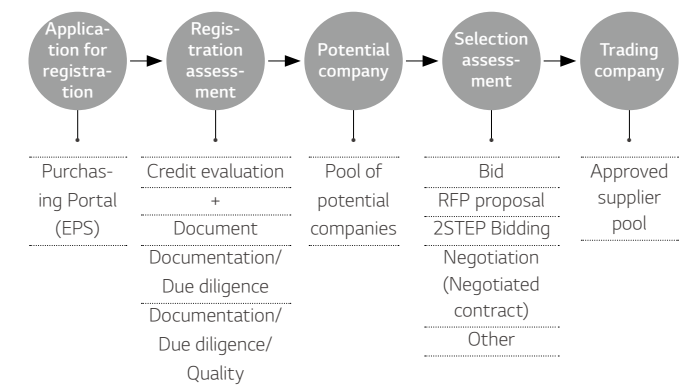 Applica-
tion for
registra-
tion
Regis-
tration
assess-
ment
Potential
company
Selection
assess-
ment
Trading
company
Purchas-
ing Portal
(EPS)
Credit evaluation
+
Document
Documentation/
Due diligence
Documentation/
Due diligence/
Quality
Pool of
potential
companies
Bid
RFP proposal
2STEP Bidding
Negotiation
(Negotiated
contract)
Other
Approved
supplier
pool